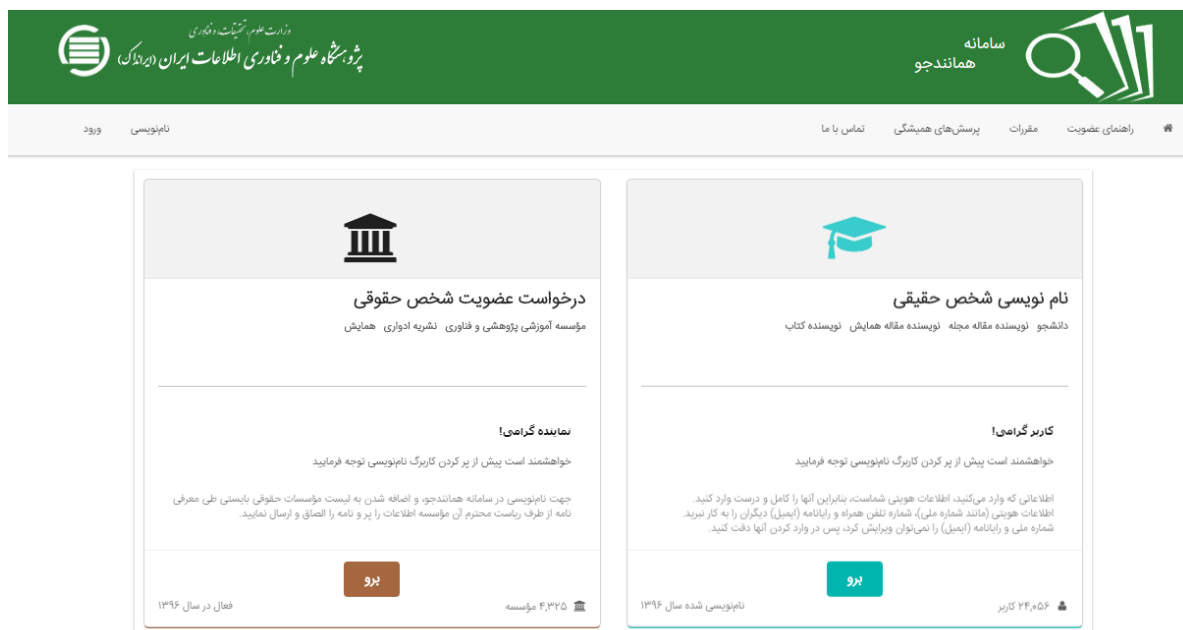 سامانه
همانندجو
وزارت علوم، تحقیقات، و فناوری
پژوهشگاه علوم و فناوری اطلاعات ایران (ایرانداک)
راهنمای عضویت مقررات پرسش‌های همیشگی تماس با ما نام‌نویسی ورود
نام نویسی شخص حقیقی
دانشجو نویسنده مقاله مجله نویسنده مقاله همایش نویسنده کتاب
کاربر گرامی!
خواهشمند است پیش از پر کردن کاربرگ نام‌نویسی توجه فرمایید
اطلاعاتی که وارد می‌کنید، اطلاعات هویتی شماست، بنابراین آنها را کامل و درست وارد کنید.
اطلاعات هویتی (مانند شماره ملی)، شماره تلفن همراه و رایانامه (ایمیل) دیگران را به کار نبرید.
شماره ملی و رایانامه (ایمیل) را نمی‌توان ویرایش کرد، پس در وارد کردن آنها دقت کنید.
برو
۲۴,۰۵۶ کاربر نام‌نویسی شده سال ۱۳۹۶
درخواست عضویت شخص حقوقی
مؤسسه آموزشی پژوهشی و فناوری نشریه ادواری همایش
نماینده گرامی!
خواهشمند است پیش از پر کردن کاربرگ نام‌نویسی توجه فرمایید
جهت نام‌نویسی در سامانه همانندجو، و اضافه شدن به لیست مؤسسات حقوقی بایستی طی معرفی
نامه از طرف ریاست محترم آن مؤسسه اطلاعات را پر و نامه را الصاق و ارسال نمایید.
برو
۴,۳۲۵ مؤسسه فعال در سال ۱۳۹۶